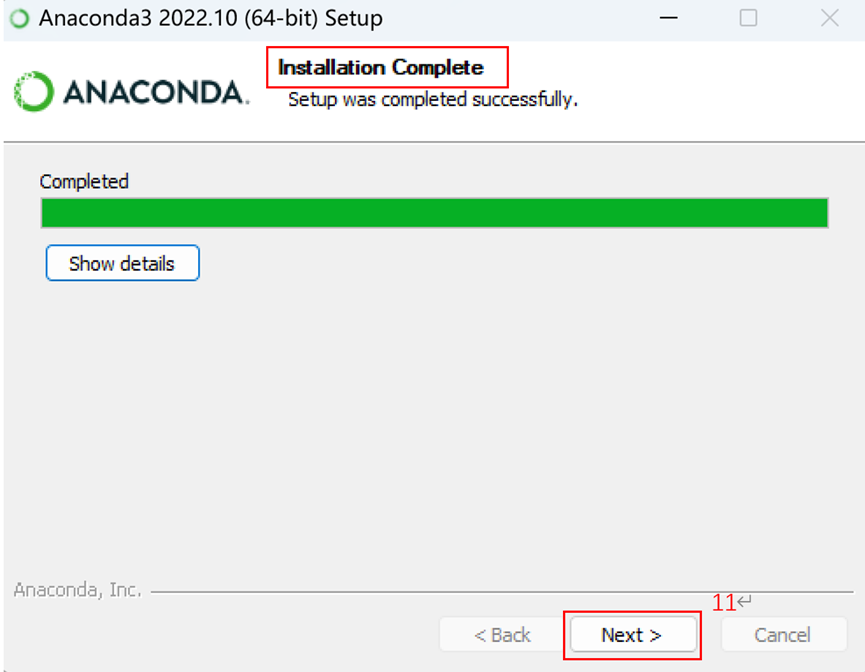 Anaconda3 2022.10 (64-bit) Setup
ANACONDA.
Installation Complete
Setup was completed successfully.
Completed
Show details
Anaconda, Inc.
11↵
< Back
Next >
Cancel